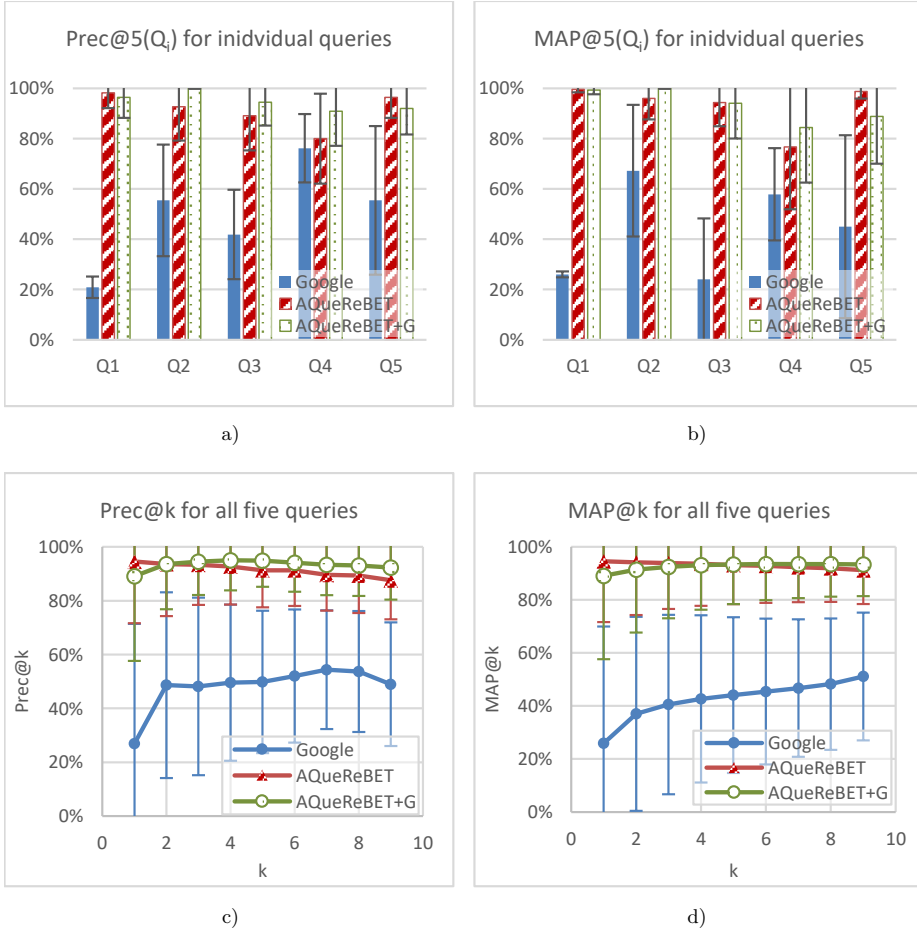 Prec@5(Qi) for inidvidual queries
100%
80%
60%
40%
20%
0%
Google
AQueReBET
AQueReBET+G
Q1 Q2 Q3 Q4 Q5
a)
MAP@5(Qi) for inidvidual queries
100%
80%
60%
40%
20%
0%
Google
AQueReBET
AQueReBET+G
Q1 Q2 Q3 Q4 Q5
b)
Prec@k for all five queries
100%
80%
60%
40%
20%
0%
Prec@k
Google
AQueReBET
AQueReBET+G
0 2 4 6 8 10
k
c)
MAP@k for all five queries
100%
80%
60%
40%
20%
0%
MAP@k
Google
AQueReBET
AQueReBET+G
0 2 4 6 8 10
k
d)